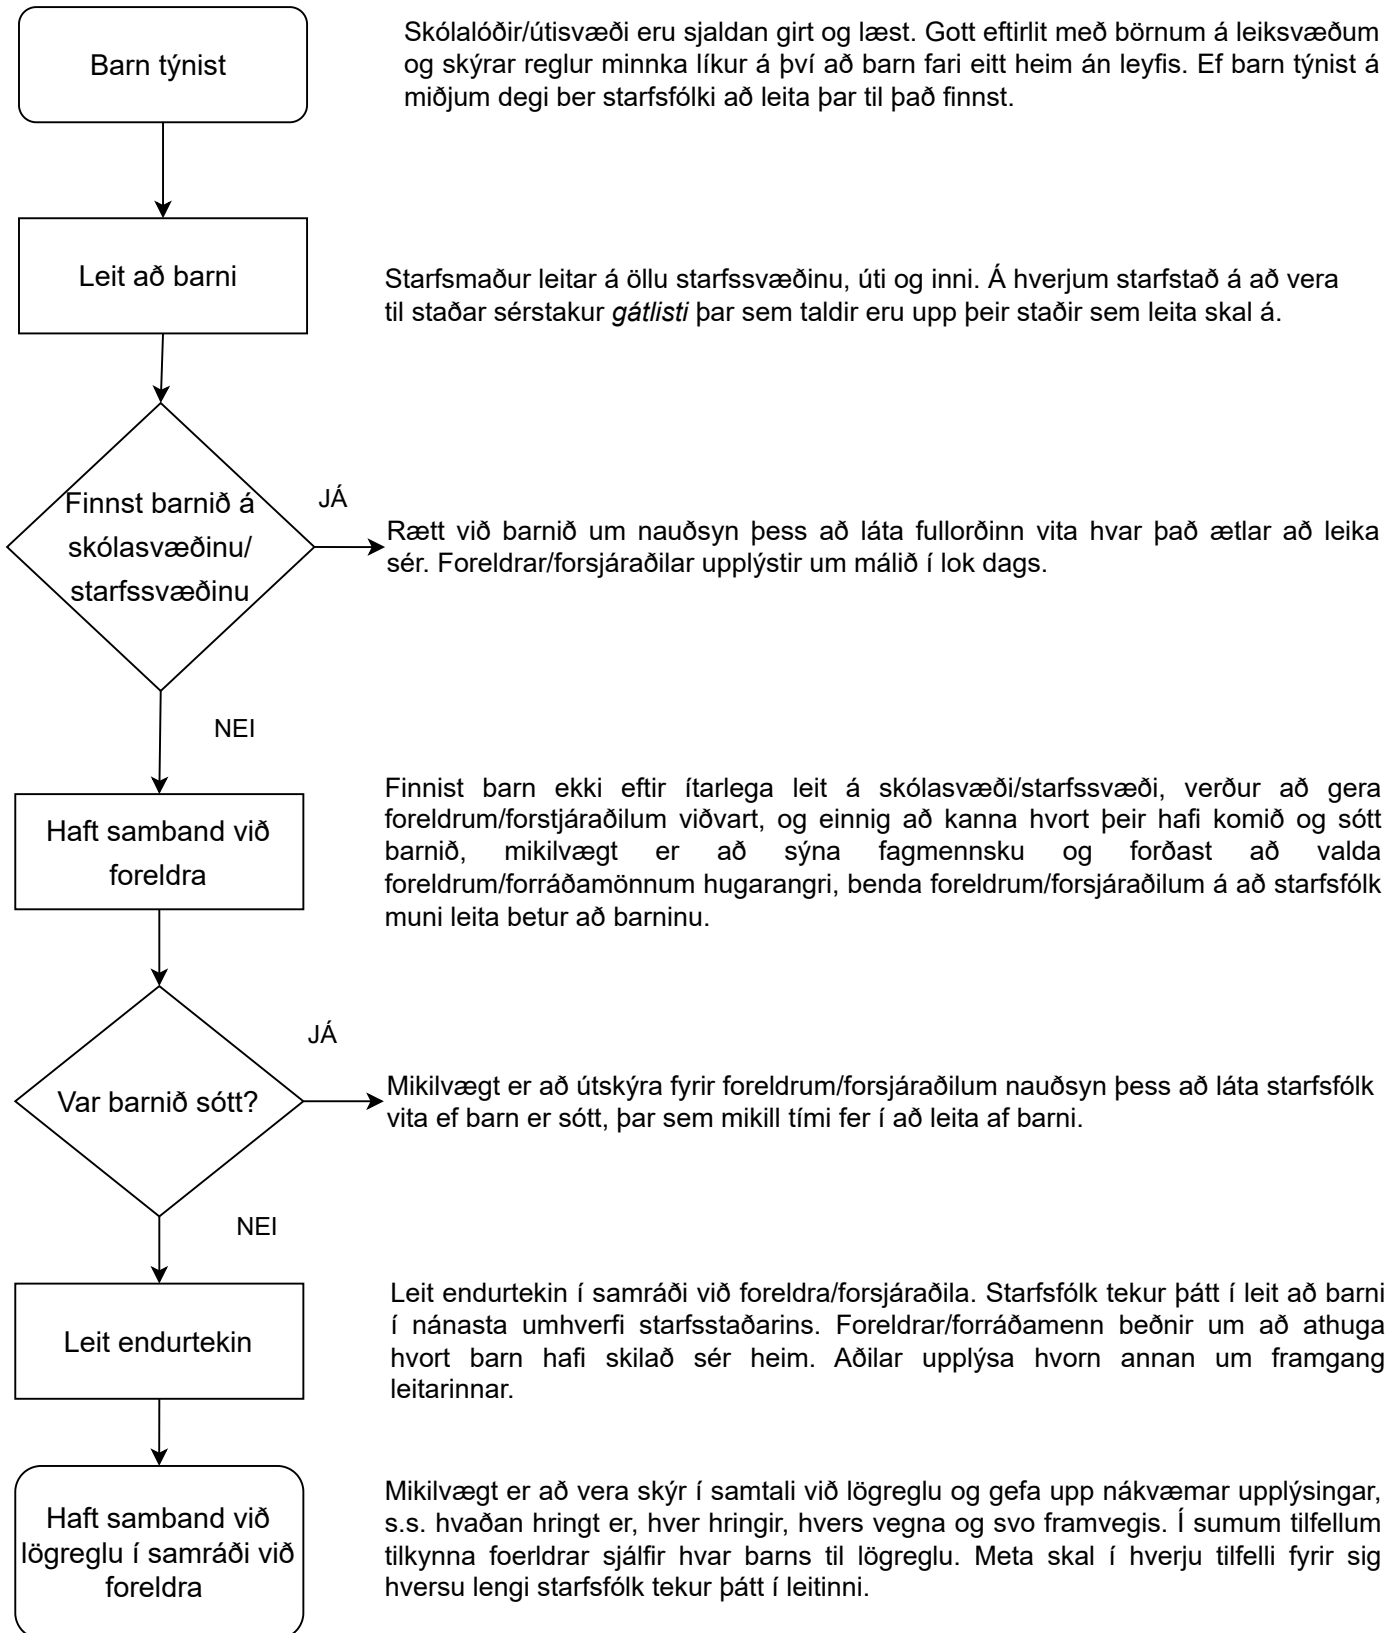 Barn týnist
Skólalóðir/útisvæði eru sjaldan girt og læst. Gott eftirlit með börnum á leiksvæðum
og skýrar reglur minnka líkur á því að barn fari eitt heim án leyfis. Ef barn týnist á
miðjum degi ber starfsfólki að leita þar til það finnst.
Leit að barni
Starfsmaður leitar á öllu starfssvæðinu, úti og inni. Á hverjum starfstað á að vera
til staðar sérstakur gátlisti þar sem taldir eru upp þeir staðir sem leita skal á.
Finnst barnið á
skólasvæðinu/
starfssvæðinu
JÁ
Rætt við barnið um nauðsyn þess að láta fullorðinn vita hvar það ætlar að leika
sér. Foreldrar/forsjáraðilar upplýstir um málið í lok dags.
NEI
Haft samband við
foreldra
Finnist barn ekki eftir ítarlega leit á skólasvæði/starfssvæði, verður að gera
foreldrum/forstjáraðilum viðvart, og einnig að kanna hvort þeir hafi komið og sótt
barnið, mikilvægt er að sýna fagmennsku og forðast að valda
foreldrum/forráðamönnum hugarangri, benda foreldrum/forsjáraðilum á að starfsfólk
muni leita betur að barninu.
Var barnið sótt?
JÁ
Mikilvægt er að útskýra fyrir foreldrum/forsjáraðilum nauðsyn þess að láta starfsfólk
vita ef barn er sótt, þar sem mikill tími fer í að leita af barni.
NEI
Leit endurtekin
Leit endurtekin í samráði við foreldra/forsjáraðila. Starfsfólk tekur þátt í leit að barni
í nánasta umhverfi starfsstaðarins. Foreldrar/forráðamenn beðnir um að athuga
hvort barn hafi skilað sér heim. Aðilar upplýsa hvorn annan um framgang
leitarinnar.
Haft samband við
lögreglu í samráði við
foreldra
Mikilvægt er að vera skýr í samtali við lögreglu og gefa upp nákvæmar upplýsingar,
s.s. hvaðan hringt er, hver hringir, hvers vegna og svo framvegis. Í sumum tilfellum
tilkynna foerldrar sjálfir hvar barns til lögreglu. Meta skal í hverju tilfelli fyrir sig
hversu lengi starfsfólk tekur þátt í leitinni.